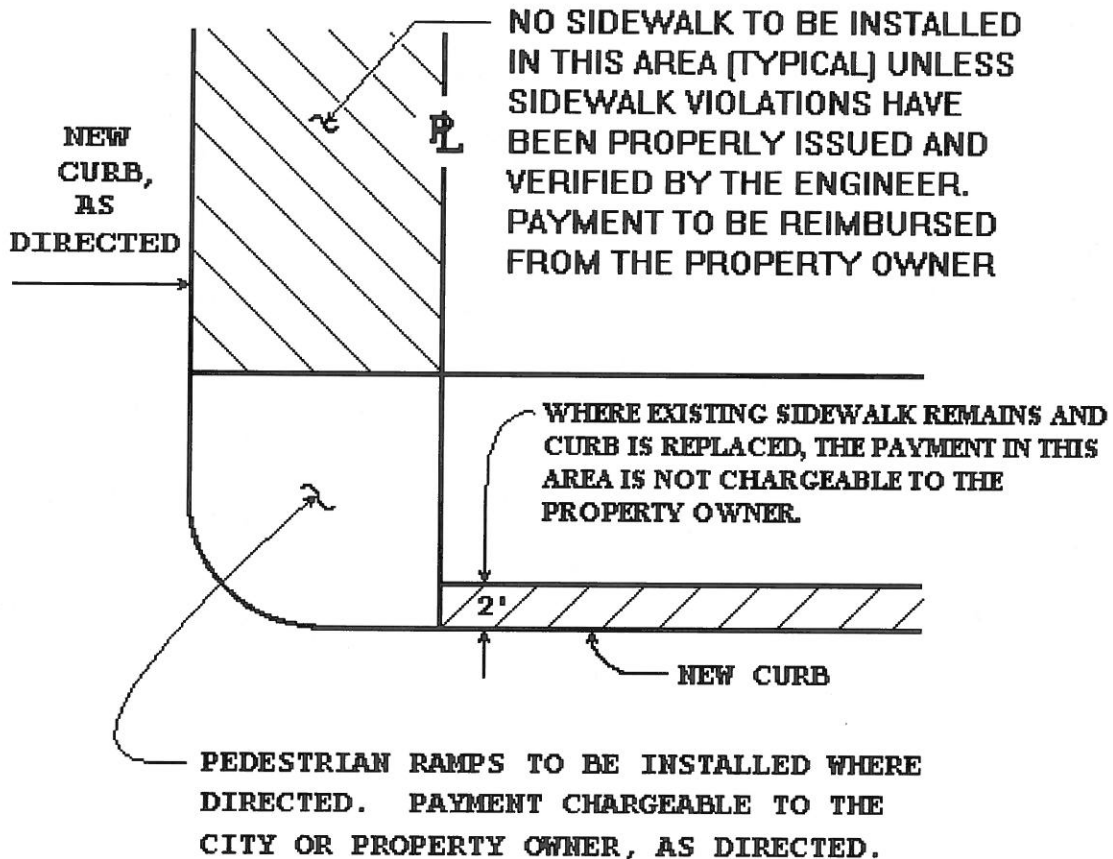 NO SIDEWALK TO BE INSTALLED
IN THIS AREA (TYPICAL) UNLESS
SIDEWALK VIOLATIONS HAVE
BEEN PROPERLY ISSUED AND
VERIFIED BY THE ENGINEER.
PAYMENT TO BE REIMBURSED
FROM THE PROPERTY OWNER
NEW
CURB,
AS
DIRECTED
PL
WHERE EXISTING SIDEWALK REMAINS AND
CURB IS REPLACED, THE PAYMENT IN THIS
AREA IS NOT CHARGEABLE TO THE
PROPERTY OWNER.
2'
NEW CURB
PEDESTRIAN RAMPS TO BE INSTALLED WHERE
DIRECTED. PAYMENT CHARGEABLE TO THE
CITY OR PROPERTY OWNER, AS DIRECTED.